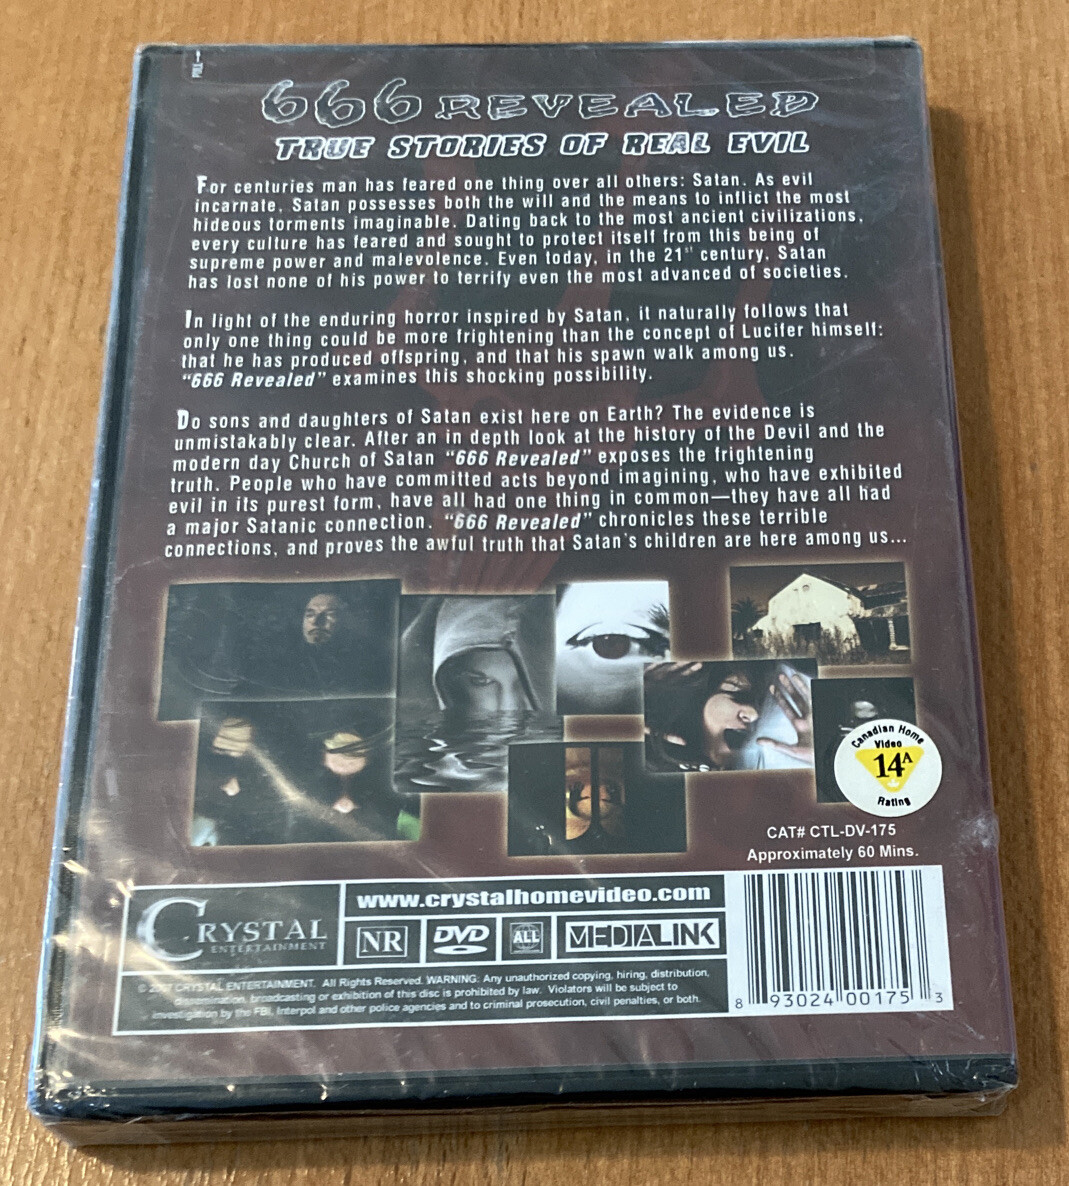 PULL
666 REVEALED
TRUE STORIES OF REAL EVIL
For centuries man has feared one thing over all others: Satan. As evil
incarnate, Satan possesses both the will and the means to inflict the most
hideous torments imaginable. Dating back to the most ancient civilizations,
every culture has feared and sought to protect itself from this being of
supreme power and malevolence. Even today, in the 21st century, Satan
has lost none of his power to terrify even the most advanced of societies.
In light of the enduring horror inspired by Satan, it naturally follows that
only one thing could be more frightening than the concept of Lucifer himself:
that he has produced offspring, and that his spawn walk among us.
"666 Revealed" examines this shocking possibility.
Do sons and daughters of Satan exist here on Earth? The evidence is
unmistakably clear. After an in depth look at the history of the Devil and the
modern day Church of Satan "666 Revealed" exposes the frightening
truth. People who have committed acts beyond imagining, who have exhibited
evil in its purest form, have all had one thing in common—they have all had
a major Satanic connection. "666 Revealed" chronicles these terrible
connections, and proves the awful truth that Satan's children are here among us...
Canadian Home
Video
14A
Rating
CAT# CTL-DV-175
Approximately 60 Mins.
CRYSTAL
ENTERTAINMENT
www.crystalhomevideo.com
NR
DVD
ALL
MEDIALINK
© 2007 CRYSTAL ENTERTAINMENT. All Rights Reserved. WARNING: Any unauthorized copying, hiring, distribution,
dissemination, broadcasting or exhibition of this disc is prohibited by law. Violators will be subject to
investigation by the FBI, Interpol and other police agencies and to criminal prosecution, civil penalties, or both.
8 93024 00175 3